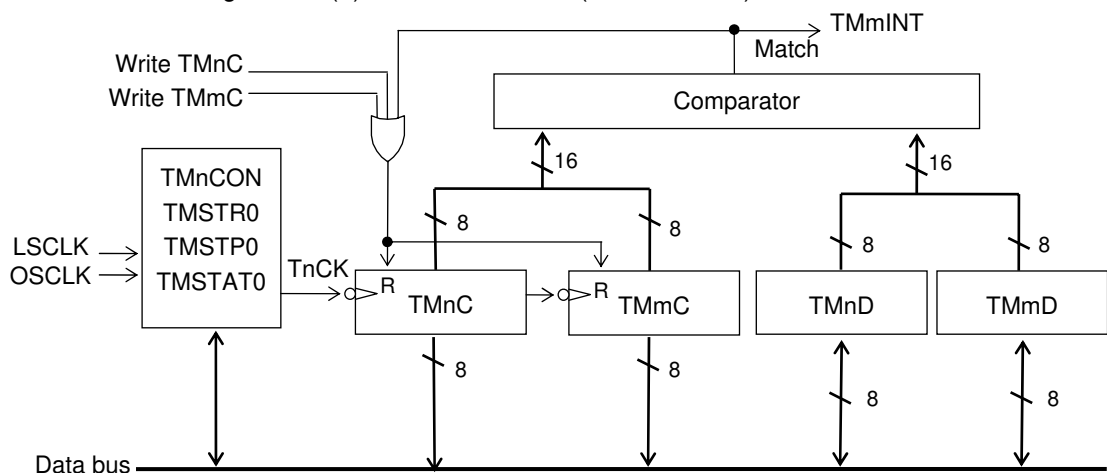 TMmINT
Match
Write TMnC
Write TMmC
Comparator
16
16
TMnCON
TMSTR0
TMSTP0
TMSTAT0
8
8
8
8
LSCLK
OSCLK
TnCK
R
TMnC
R
TMmC
TMnD
TMmD
8
8
8
8
Data bus